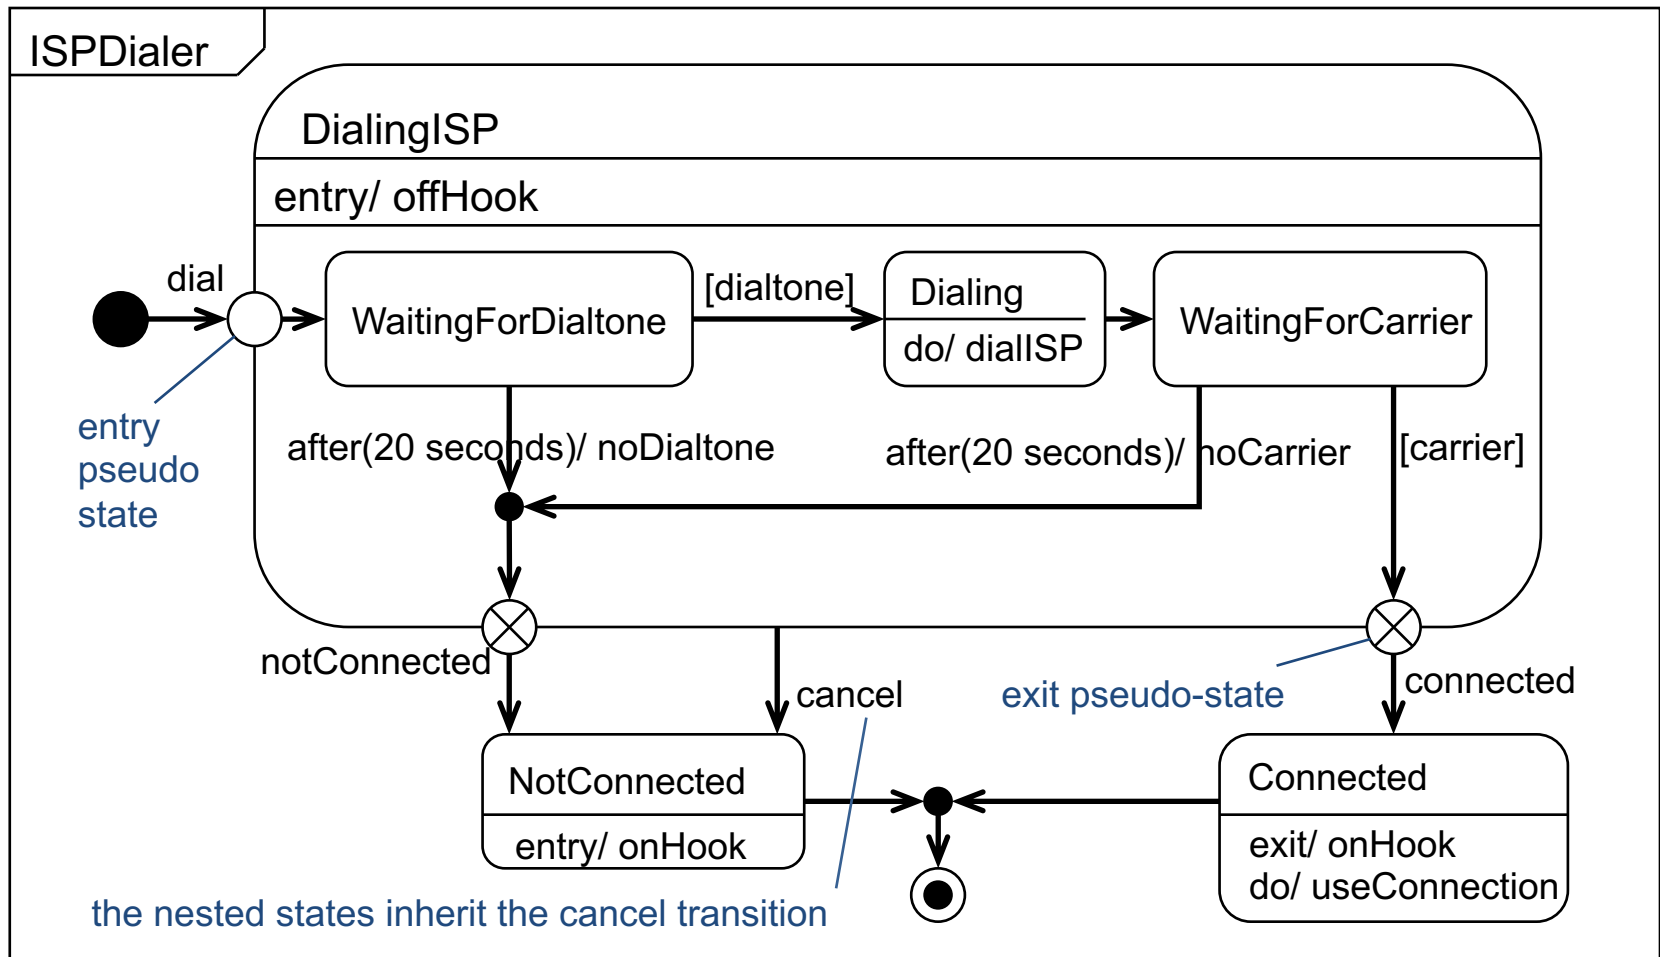 ISPDialer
DialingISP
entry/ offHook
dial
WaitingForDialtone
[dialtone]
Dialing
do/ dialISP
WaitingForCarrier
entry
pseudo
state
after(20 seconds)/ noDialtone
after(20 seconds)/ noCarrier
[carrier]
notConnected
cancel
exit pseudo-state
connected
NotConnected
entry/ onHook
Connected
exit/ onHook
do/ useConnection
the nested states inherit the cancel transition